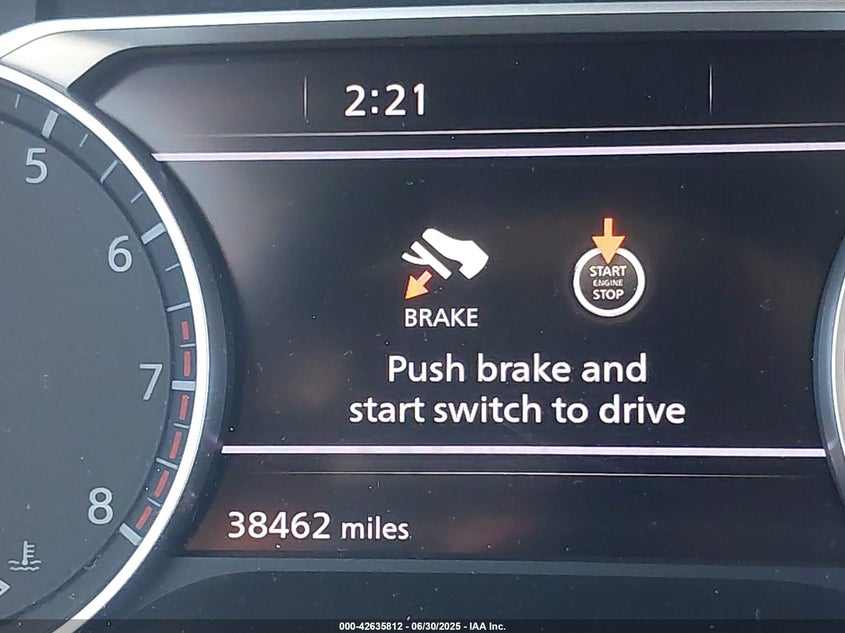 2:21
5
6
7
8
START
ENGINE
STOP
BRAKE
Push brake and
start switch to drive
38462 miles
000-42635812 - 06/30/2025 - IAA Inc.